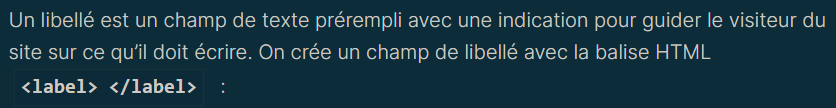 Un libellé est un champ de texte prérempli avec une indication pour guider le visiteur du
site sur ce qu’il doit écrire. On crée un champ de libellé avec la balise HTML
<label> </label> :